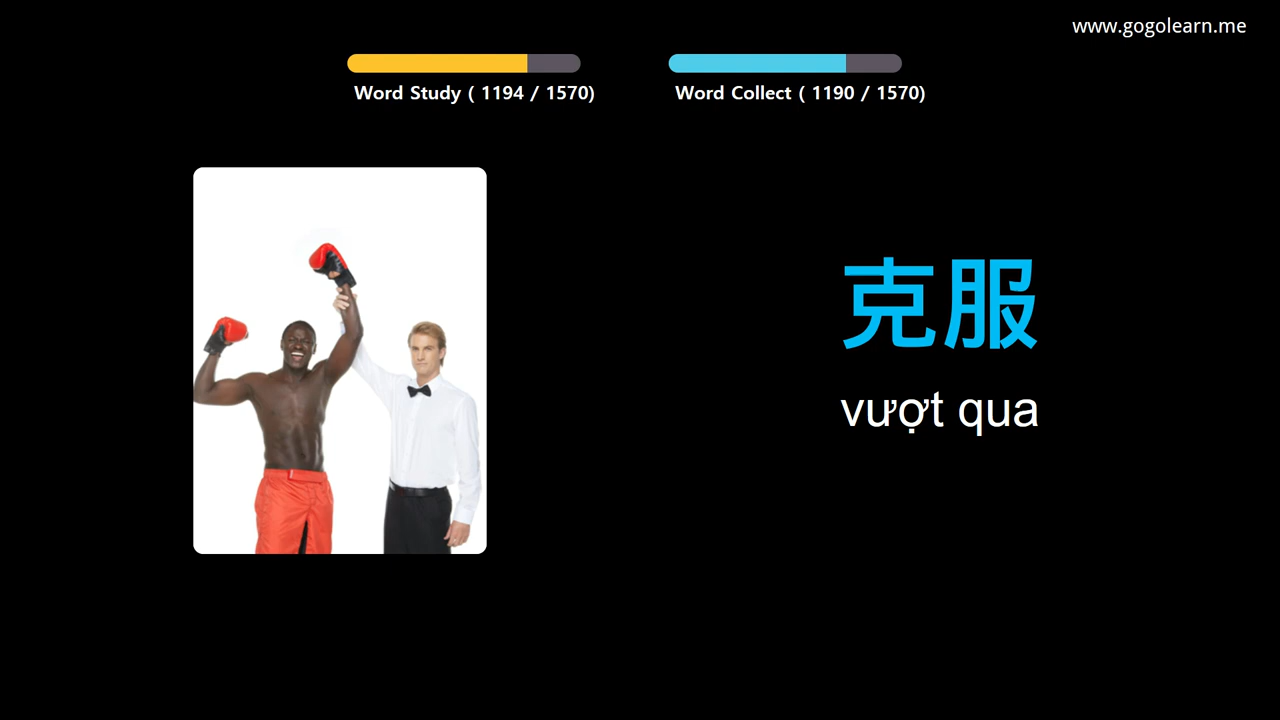 www.gogolearn.me
Word Study ( 1194 / 1570)
Word Collect ( 1190 / 1570)
克服
vượt qua